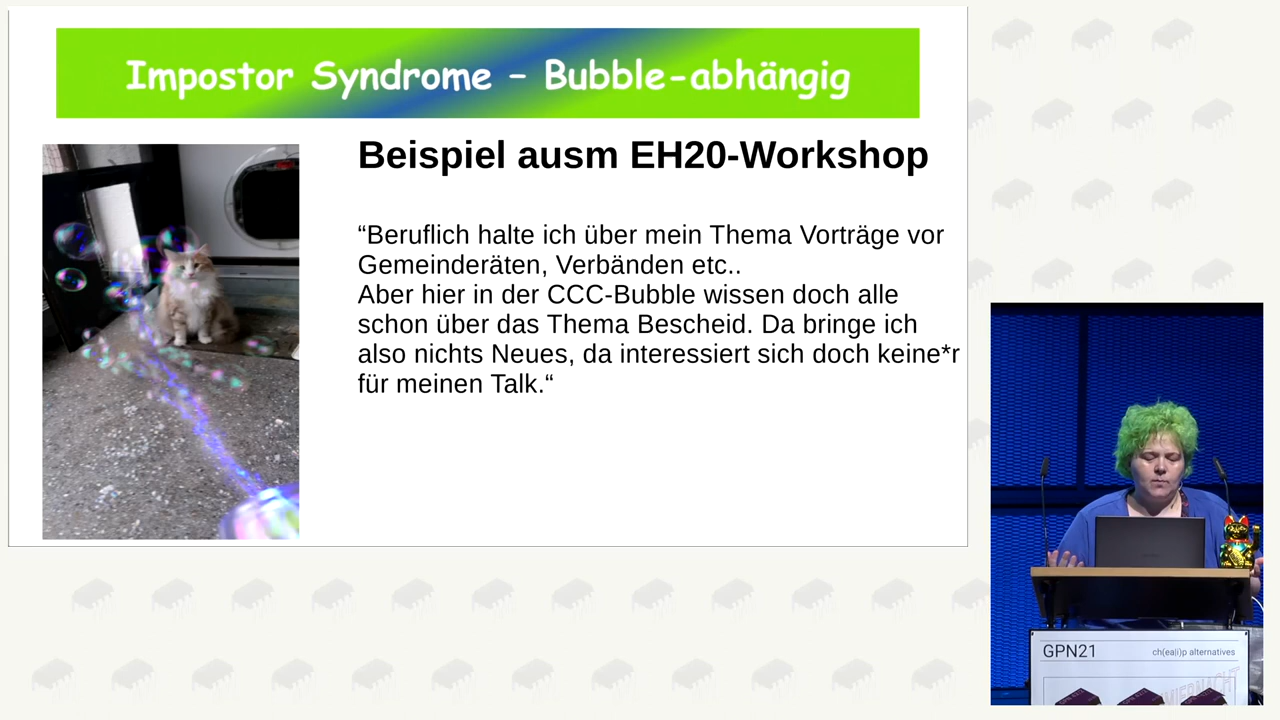 Impostor Syndrome – Bubble-abhängig
Beispiel ausm EH20-Workshop
“Beruflich halte ich über mein Thema Vorträge vor
Gemeinderäten, Verbänden etc..
Aber hier in der CCC-Bubble wissen doch alle
schon über das Thema Bescheid. Da bringe ich
also nichts Neues, da interessiert sich doch keine*r
für meinen Talk.“
GPN21
ch(ea|i)p alternatives